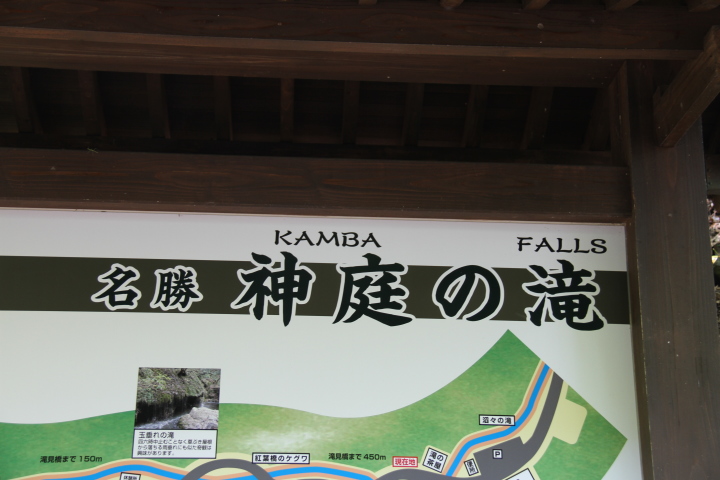 KAMBA FALLS
名勝 神庭の滝
玉垂れの滝
滝見橋まで 150m
紅葉橋のケグワ
滝見橋まで 450m
現在地
滝の茶屋
沼々の滝
P